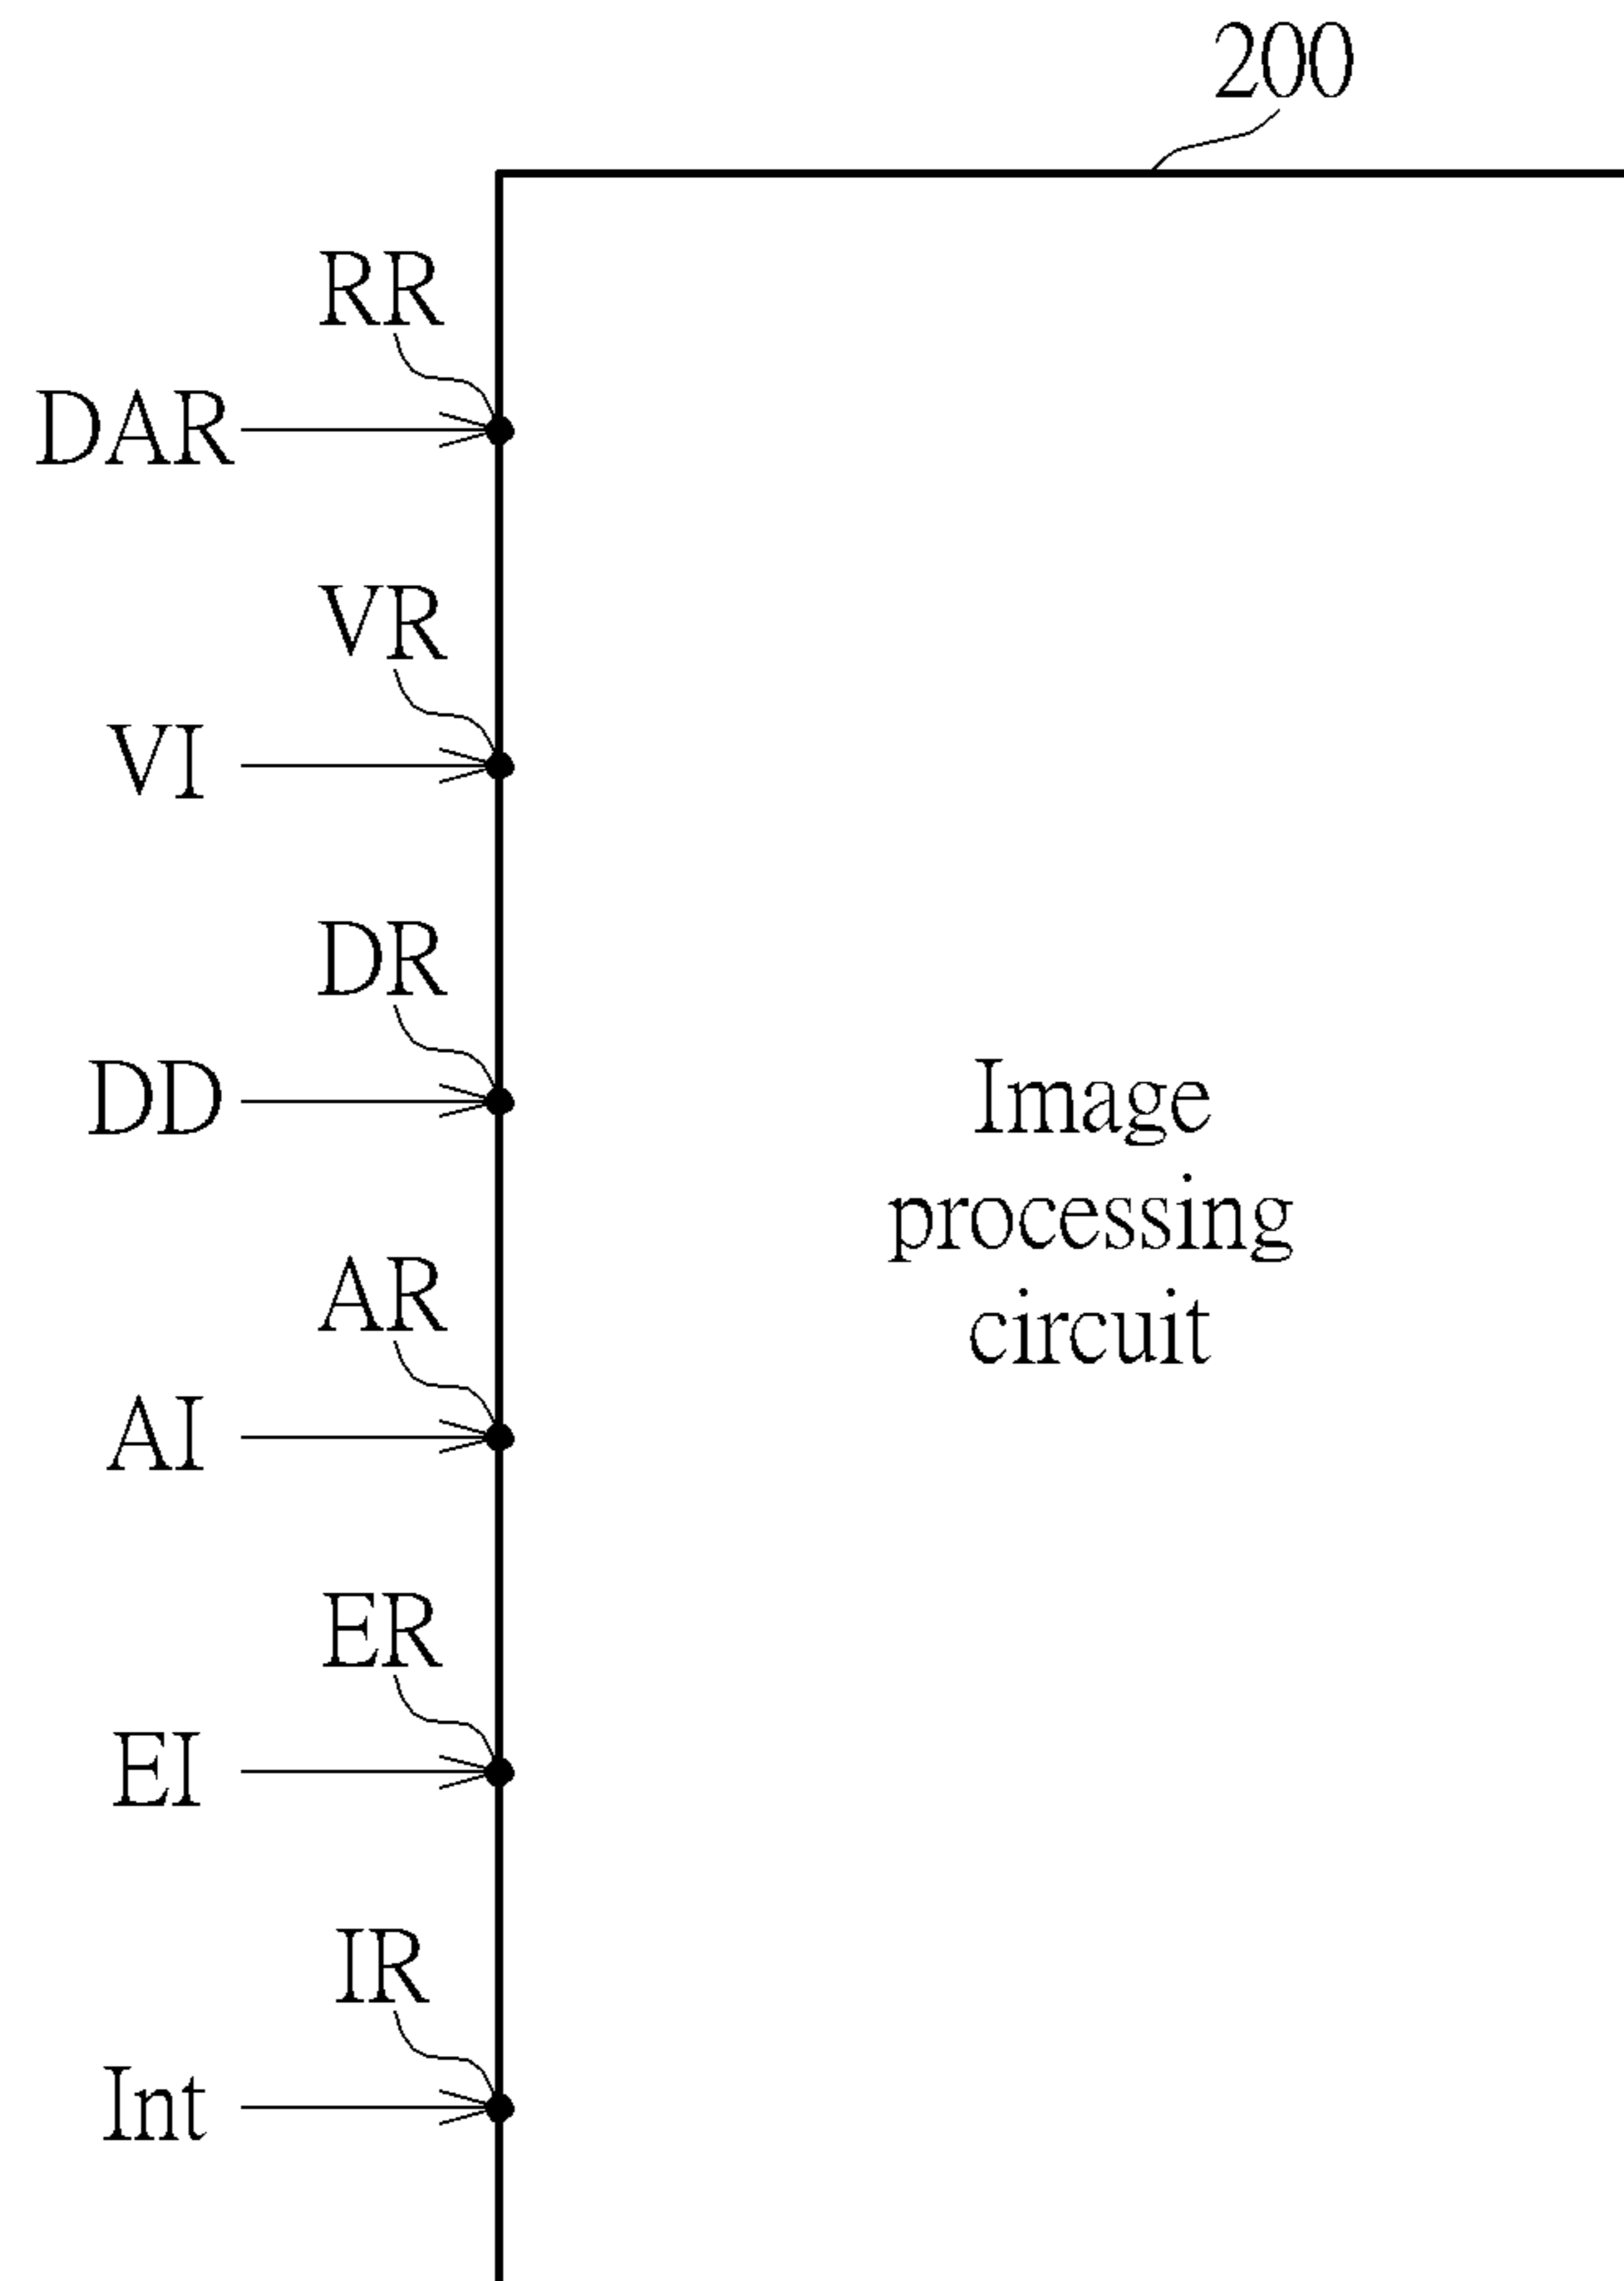 200
RR
DAR
VR
VI
DR
DD
Image
processing
circuit
AR
AI
ER
EI
IR
Int